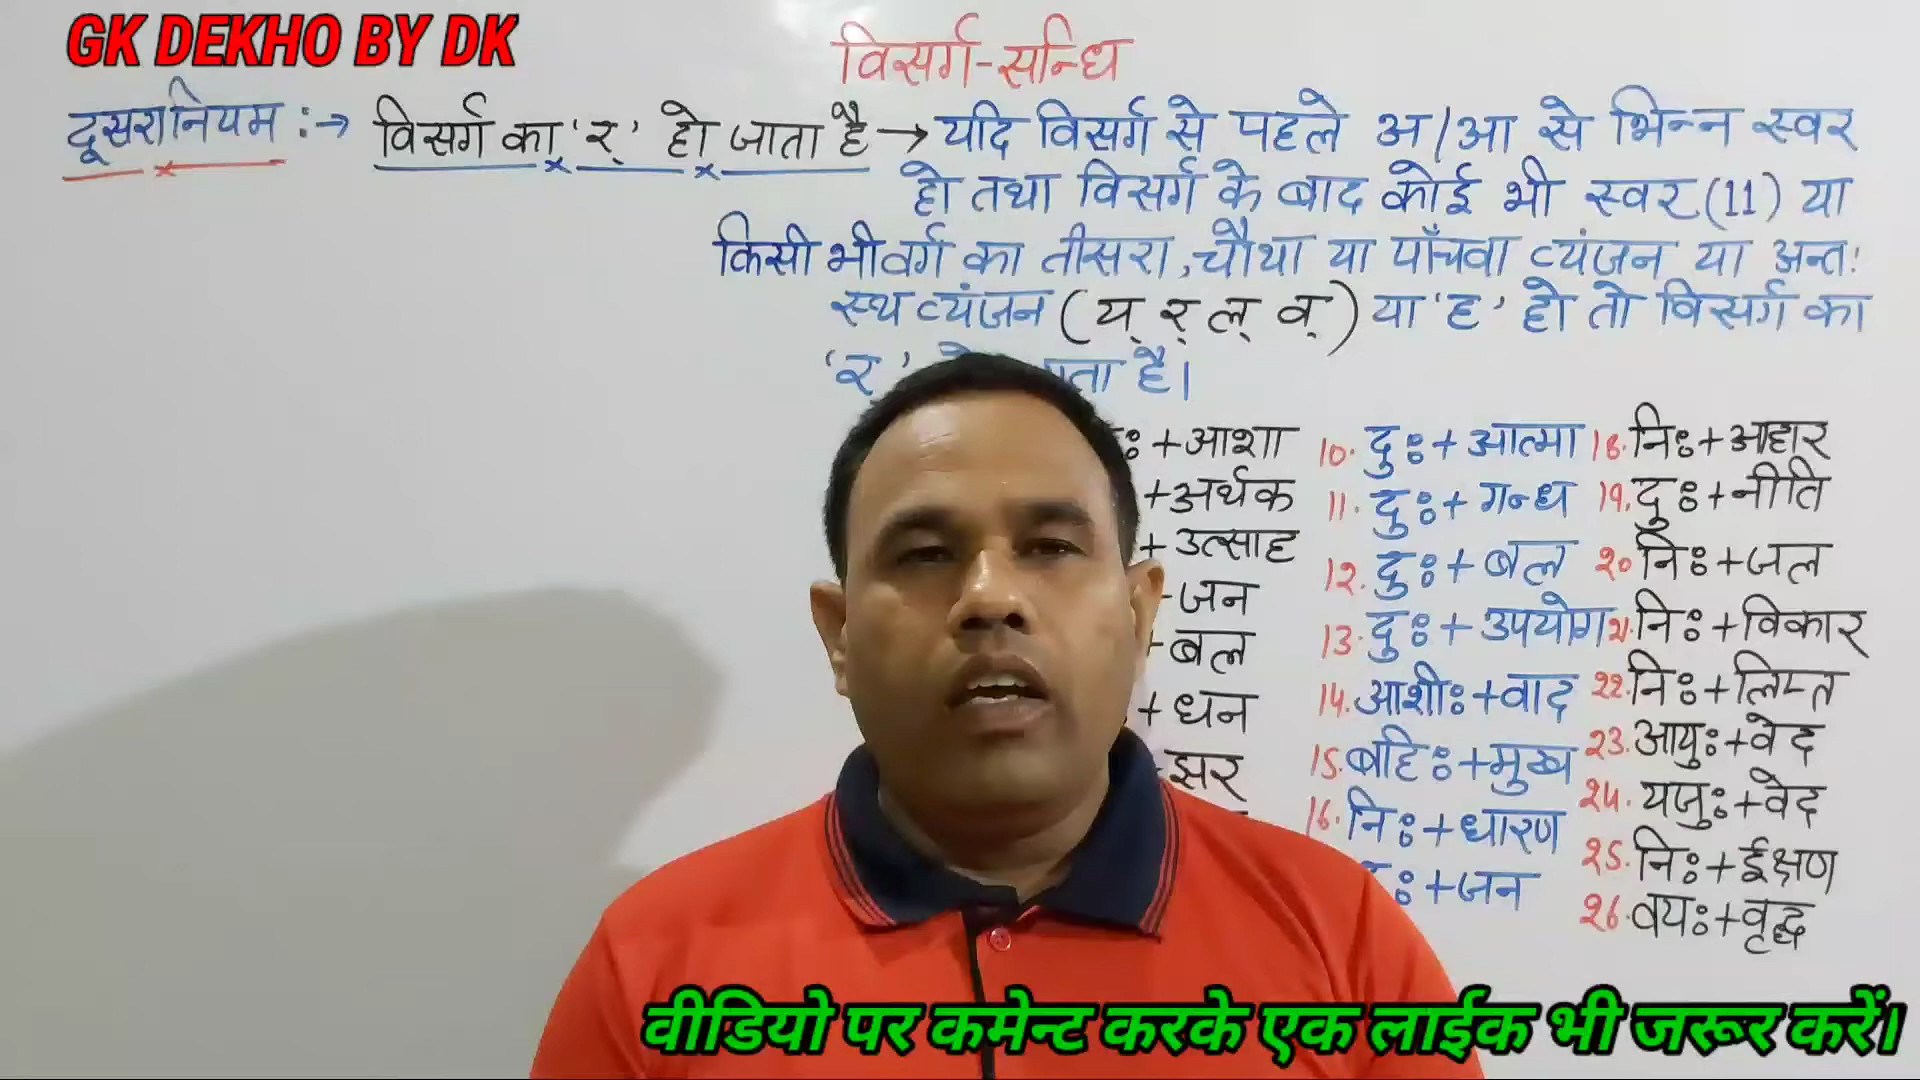 GK DEKHO BY DK
विसर्ग-सन्धि
दूसरा नियम :→ विसर्ग का 'र्' हो जाता है → यदि विसर्ग से पहले अ/आ से भिन्न स्वर
हो तथा विसर्ग के बाद कोई भी स्वर (11) या
किसी भी वर्ग का तीसरा, चौथा या पाँचवा व्यंजन या अन्त:
स्थ व्यंजन (य् र् ल् व्) या 'ह' हो तो विसर्ग का
'र्' है।
ः + आशा
+ अर्थक
+ उत्साह
जन
बल
+ धन
झर
10. दुः + आत्मा
11. दुः + गन्ध
12. दुः + बल
13. दुः + उपयोग
14. आशीः + वाद
15. बहिः + मुख
16. निः + धारण
ः + जन
18. निः + आहार
19. दुः + नीति
20 निः + जल
21. निः + विकार
22. निः + लिप्त
23. आयुः + वेद
24. यजुः + वेद
25. निः + ईक्षण
26. वयः + वृद्ध
वीडियो पर कमेन्ट करके एक लाईक भी जरूर करें।